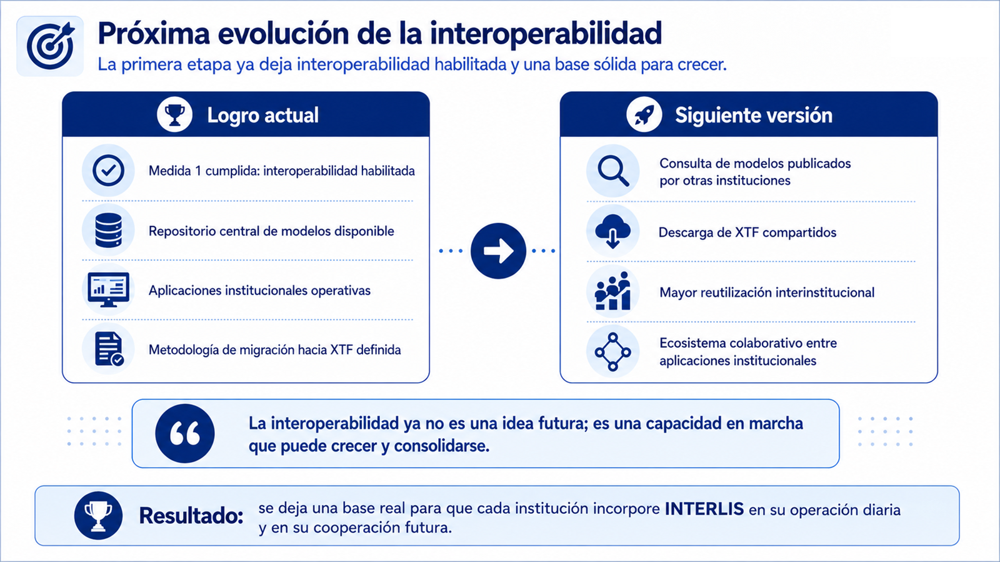 Próxima evolución de la interoperabilidad
La primera etapa ya deja interoperabilidad habilitada y una base sólida para crecer.
Logro actual
Medida 1 cumplida: interoperabilidad habilitada
Repositorio central de modelos disponible
Aplicaciones institucionales operativas
Metodología de migración hacia XTF definida
Siguiente versión
Consulta de modelos publicados
por otras instituciones
Descarga de XTF compartidos
Mayor reutilización interinstitucional
Ecosistema colaborativo entre
aplicaciones institucionales
La interoperabilidad ya no es una idea futura; es una capacidad en marcha
que puede crecer y consolidarse.
Resultado: se deja una base real para que cada institución incorpore INTERLIS en su operación diaria
y en su cooperación futura.